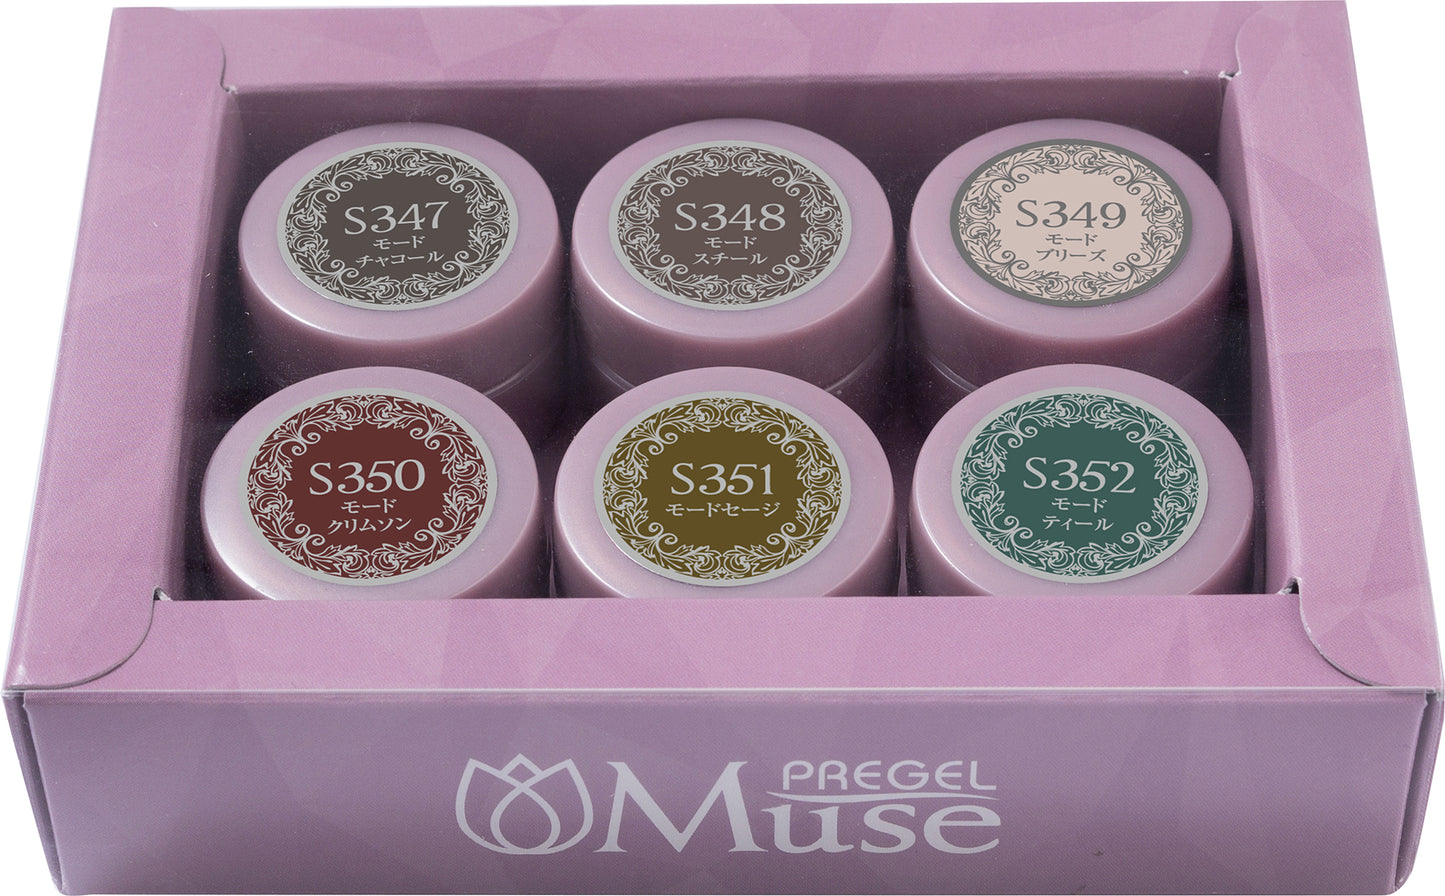 S347
モード
チャコール
S348
モード
スチール
S349
モード
ブリーズ
S350
モード
クリムゾン
S351
モードセージ
S352
モード
ティール
PREGEL
Muse